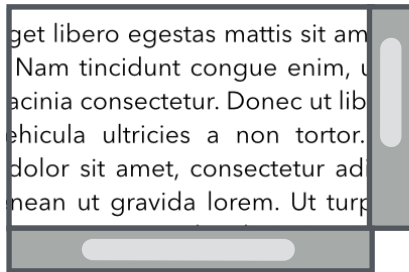 get libero egestas mattis sit am
Nam tincidunt congue enim, u
acinia consectetur. Donec ut lib
ehicula ultricies a non tortor.
dolor sit amet, consectetur adi
nean ut gravida lorem. Ut turp